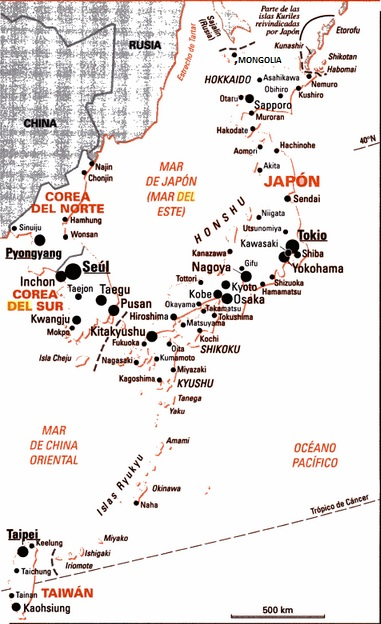 Parte de las
islas Kuriles
reivindicadas
por Japón
Sajalín
(Rusia)
Etorofu
Kunashir
Shikotan
Habomai
RUSIA
Estrecho de Tartar
MONGOLIA
HOKKAIDO
Asahikawa
Nemuro
Obihiro
Kushiro
Otaru
Sapporo
Muroran
CHINA
Hakodate
40°N
Aomori
Hachinohe
Najin
Chonjin
MAR
DE JAPÓN
(MAR DEL
ESTE)
Akita
JAPÓN
COREA
DEL NORTE
Sendai
HONSHU
Hamhung
Niigata
Sinuiju
Wonsan
Utsunomiya
Tokio
Kawasaki
Pyongyang
Kanazawa
Shiba
Seúl
Gifu
Yokohama
Nagoya
Inchon
Taejon
Taegu
Tottori
Kyoto
Shizuoka
Hamamatsu
COREA
DEL SUR
Kobe
Osaka
Pusan
Okayama
Takamatsu
Tokushima
Kwangju
Hiroshima
Matsuyama
Mokpo
Kitakyushu
Kochi
Fukuoka
Oita
SHIKOKU
Isla Cheju
Nagasaki
Kumamoto
Miyazaki
Kagoshima
KYUSHU
Tanega
Yaku
MAR
DE CHINA
ORIENTAL
Amami
OCÉANO
PACÍFICO
Islas Ryukyu
Okinawa
Naha
Trópico de Cáncer
Taipei
Keelung
Miyako
Ishigaki
Iriomote
Taichung
Tainan
TAIWÁN
Kaohsiung
500 km